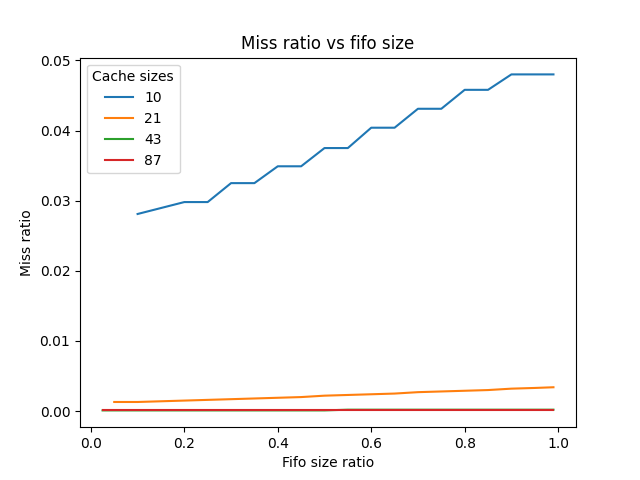 Miss ratio vs fifo size
Cache sizes
10
21
43
87
0.05
0.04
0.03
0.02
0.01
0.00
Miss ratio
0.0 0.2 0.4 0.6 0.8 1.0
Fifo size ratio